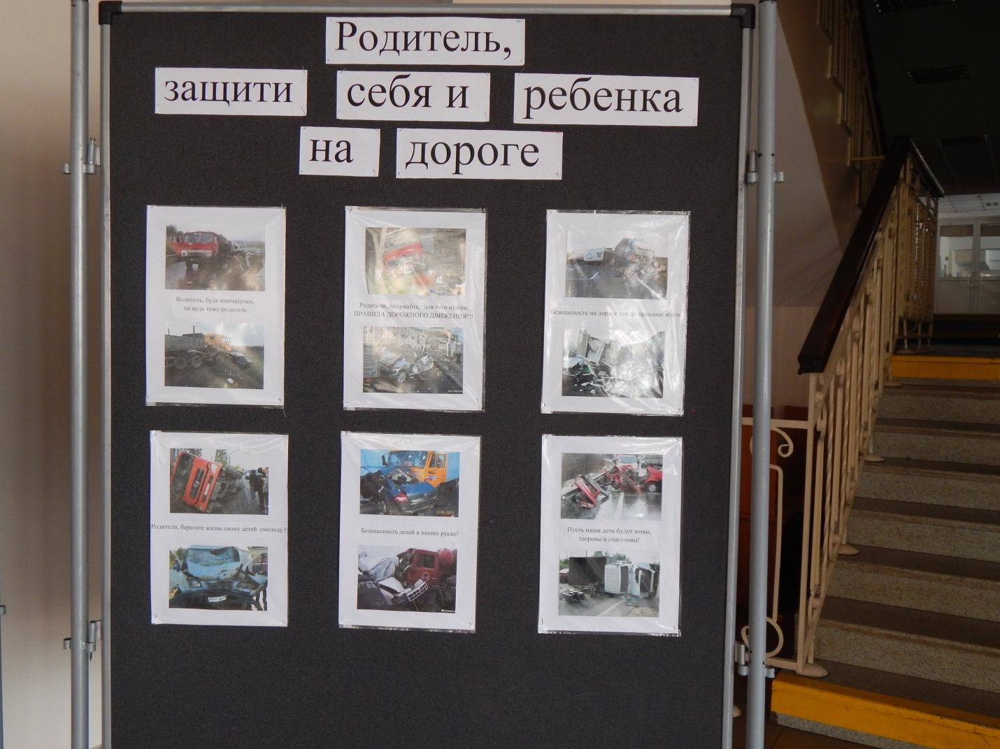 Родитель,
защити себя и ребенка
на дороге
Водитель, будь внимателен,
ты ведь тоже родитель
Родители, подумайте, для чего нужны
ПРАВИЛА ДОРОЖНОГО ДВИЖЕНИЯ!!!
Безопасность на дороге всегда превыше всего
Родители, берегите жизнь своих детей смолоду!
Безопасность детей в наших руках!
Пусть наши дети будут живы,
здоровы и счастливы!